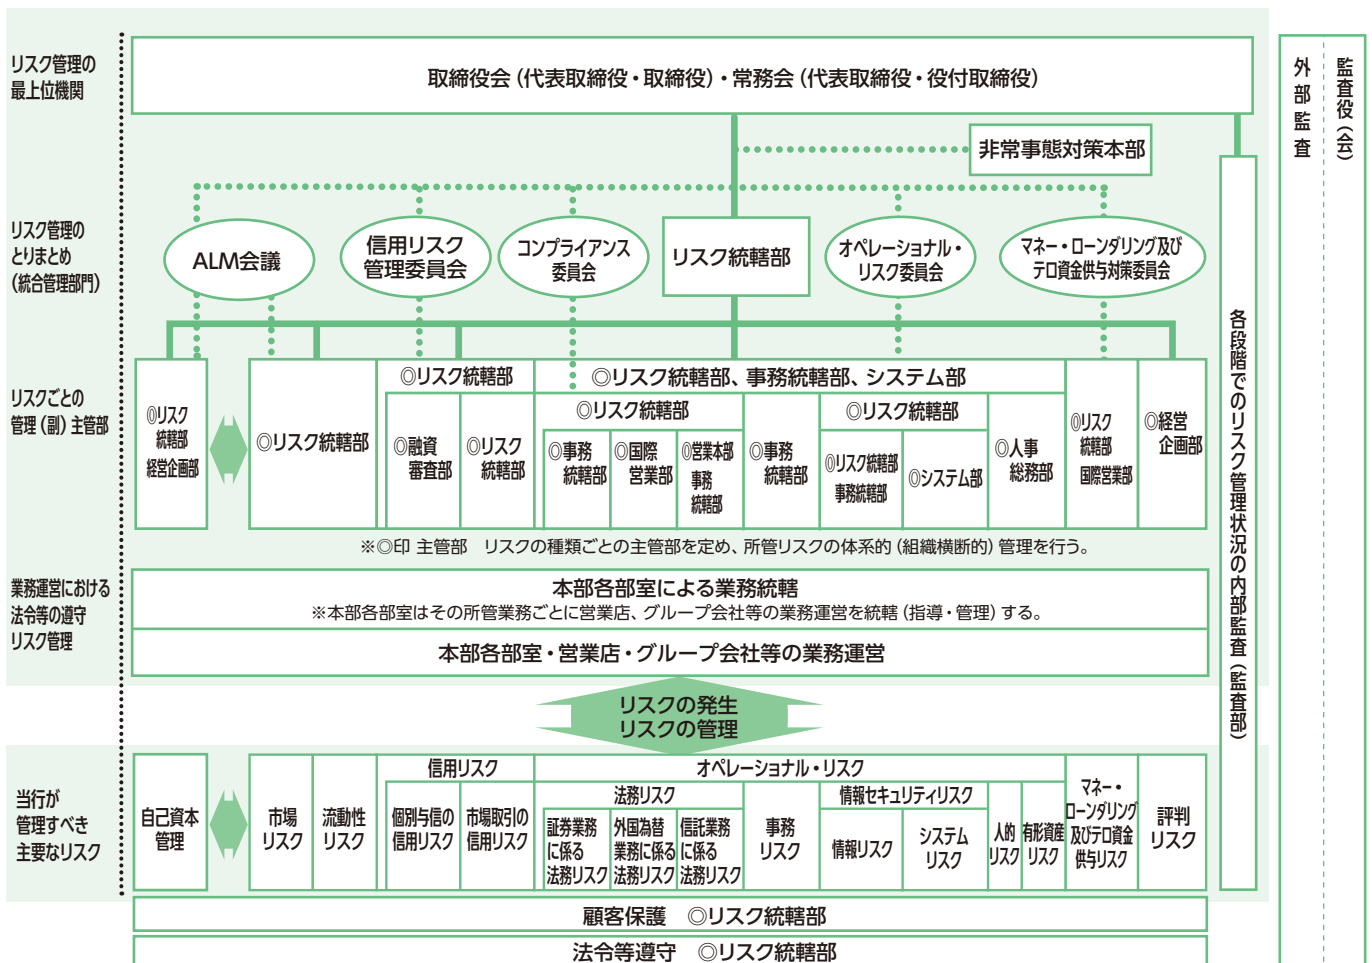 リスク管理の
最上位機関
取締役会（代表取締役・取締役）・常務会（代表取締役・役付取締役）
非常事態対策本部
リスク管理の
とりまとめ
（統合管理部門）
ALM会議
信用リスク
管理委員会
コンプライアンス
委員会
リスク統轄部
オペレーショナル・
リスク委員会
マネー・ローンダリング及び
テロ資金供与対策委員会
リスクごとの
管理（副）主管部
◎リスク
統轄部
経営企画部
◎リスク統轄部
◎リスク統轄部
◎融資
審査部
◎リスク
統轄部
◎リスク統轄部、事務統轄部、システム部
◎リスク統轄部
◎事務
統轄部
◎国際
営業部
◎営業本部
事務
統轄部
◎事務
統轄部
◎リスク統轄部
◎リスク統轄部
事務統轄部
◎システム部
◎人事
総務部
◎リスク
統轄部
国際営業部
◎経営
企画部
※◎印 主管部　リスクの種類ごとの主管部を定め、所管リスクの体系的（組織横断的）管理を行う。
業務運営における
法令等の遵守
リスク管理
本部各部室による業務統轄
※本部各部室はその所管業務ごとに営業店、グループ会社等の業務運営を統轄（指導・管理）する。
本部各部室・営業店・グループ会社等の業務運営
リスクの発生
リスクの管理
当行が
管理すべき
主要なリスク
自己資本
管理
市場
リスク
流動性
リスク
信用リスク
個別与信の
信用リスク
市場取引の
信用リスク
オペレーショナル・リスク
法務リスク
証券業務
に係る
法務リスク
外国為替
業務に係る
法務リスク
信託業務
に係る
法務リスク
事務
リスク
情報セキュリティリスク
情報リスク
システム
リスク
人的
リスク
有形資産
リスク
マネー・
ローンダリング
及びテロ資金
供与リスク
評判
リスク
顧客保護　◎リスク統轄部
法令等遵守　◎リスク統轄部
各段階でのリスク管理状況の内部監査（監査部）
外部監査
監査役（会）